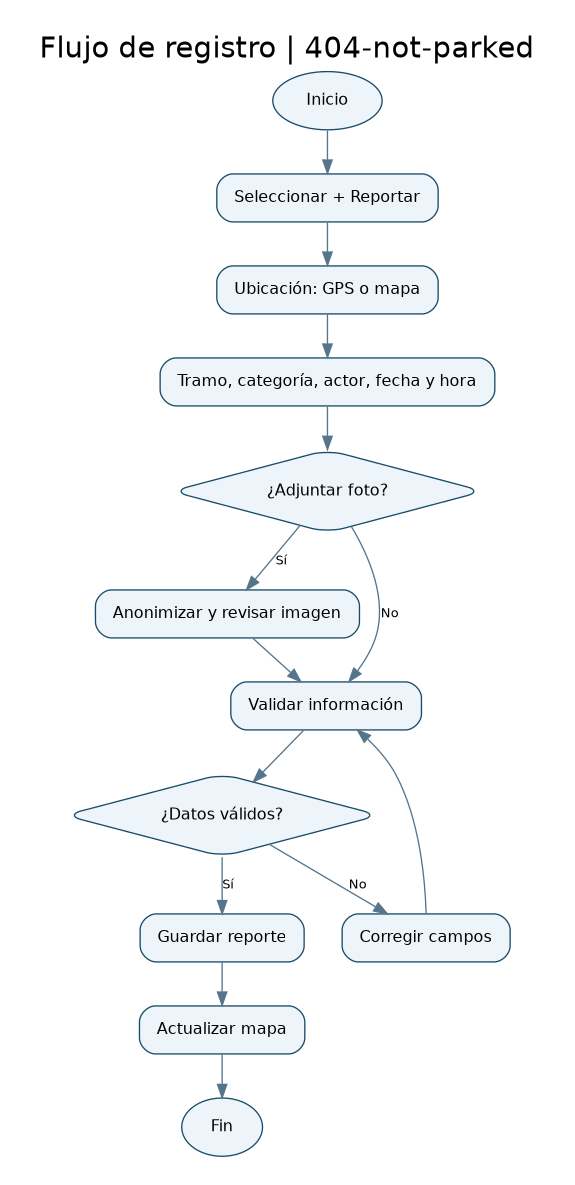 Flujo de registro | 404-not-parked
Inicio
Seleccionar + Reportar
Ubicación: GPS o mapa
Tramo, categoría, actor, fecha y hora
¿Adjuntar foto?
Sí
Anonimizar y revisar imagen
No
Validar información
¿Datos válidos?
Sí
No
Guardar reporte
Corregir campos
Actualizar mapa
Fin